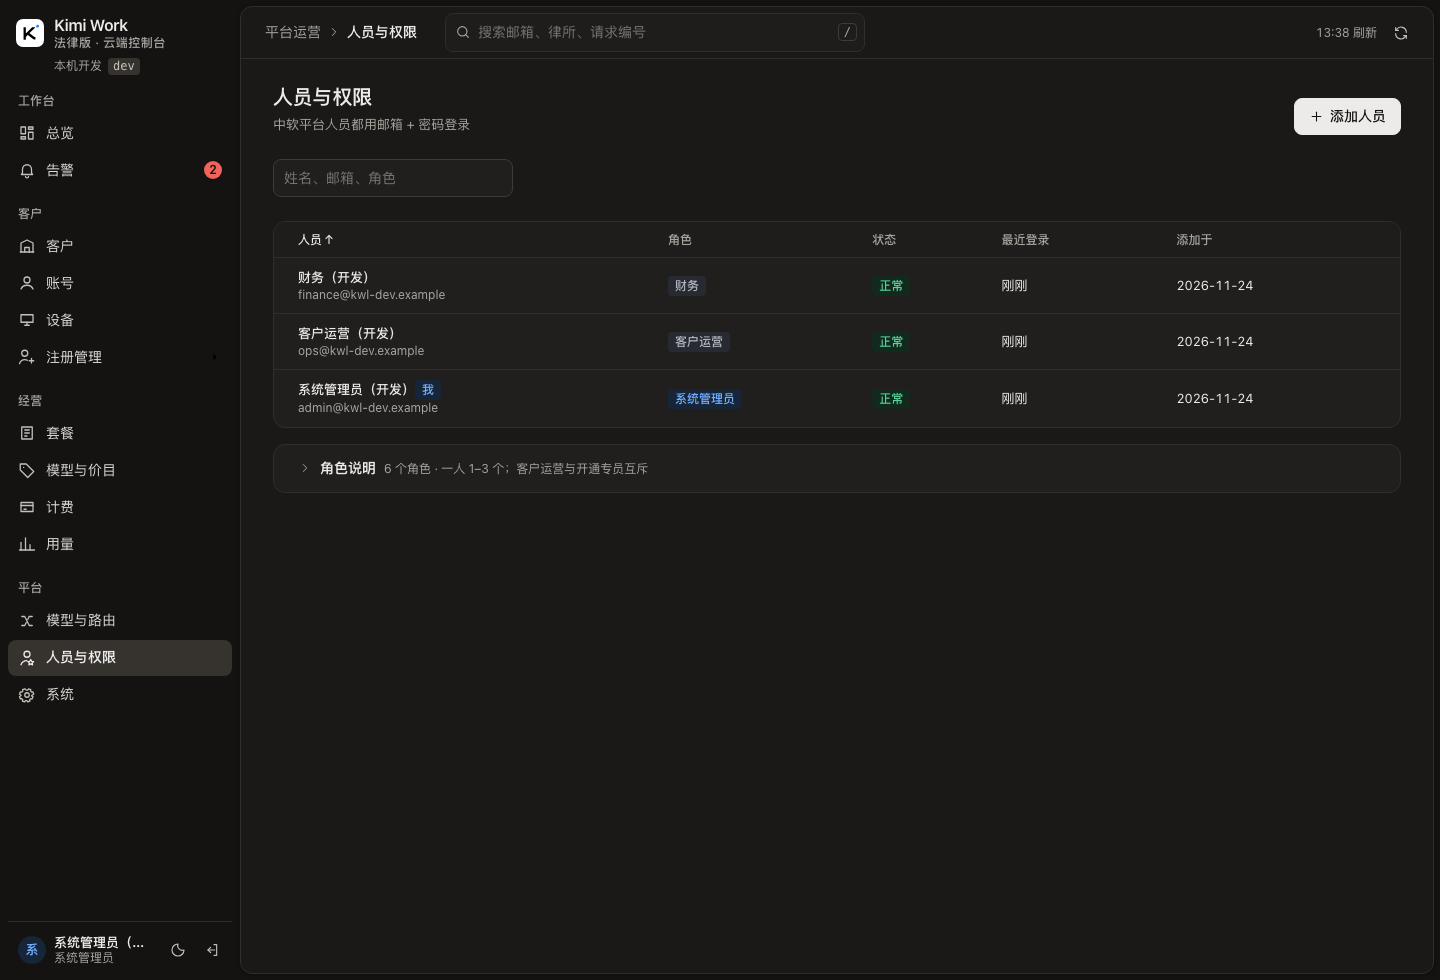 Kimi Work
法律版 · 云端控制台
本机开发 dev
工作台
总览
告警 2
客户
客户
账号
设备
注册管理
经营
套餐
模型与价目
计费
用量
平台
模型与路由
人员与权限
系统
系统管理员（...
系统管理员
系
平台运营 > 人员与权限
搜索邮箱、律所、请求编号 /
13:38 刷新
人员与权限
中软平台人员都用邮箱 + 密码登录
+ 添加人员
姓名、邮箱、角色
人员↑ 角色 状态 最近登录 添加于
财务（开发） 财务 正常 刚刚 2026-11-24
finance@kwl-dev.example
客户运营（开发） 客户运营 正常 刚刚 2026-11-24
ops@kwl-dev.example
系统管理员（开发） 我 系统管理员 正常 刚刚 2026-11-24
admin@kwl-dev.example
角色说明 6 个角色 · 一人 1–3 个；客户运营与开通专员互斥